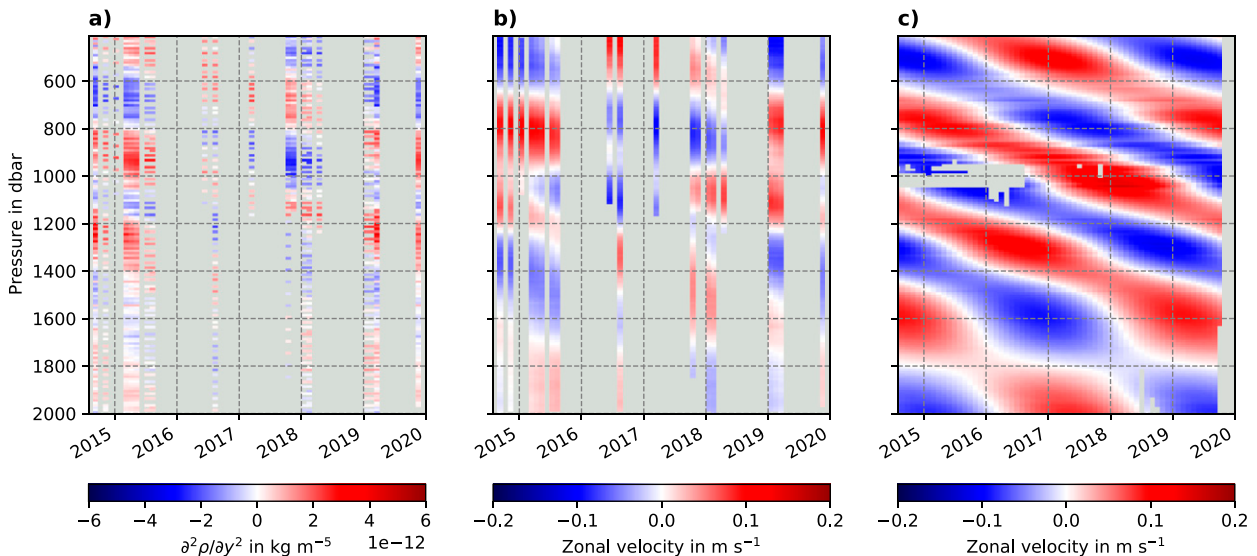 a)
b)
c)
Pressure in dbar
600
800
1000
1200
1400
1600
1800
2000
2015 2016 2017 2018 2019 2020
2015 2016 2017 2018 2019 2020
2015 2016 2017 2018 2019 2020
−6 −4 −2 0 2 4 6
∂²ρ/∂y² in kg m⁻⁵
1e−12
−0.2 −0.1 0.0 0.1 0.2
Zonal velocity in m s⁻¹
−0.2 −0.1 0.0 0.1 0.2
Zonal velocity in m s⁻¹